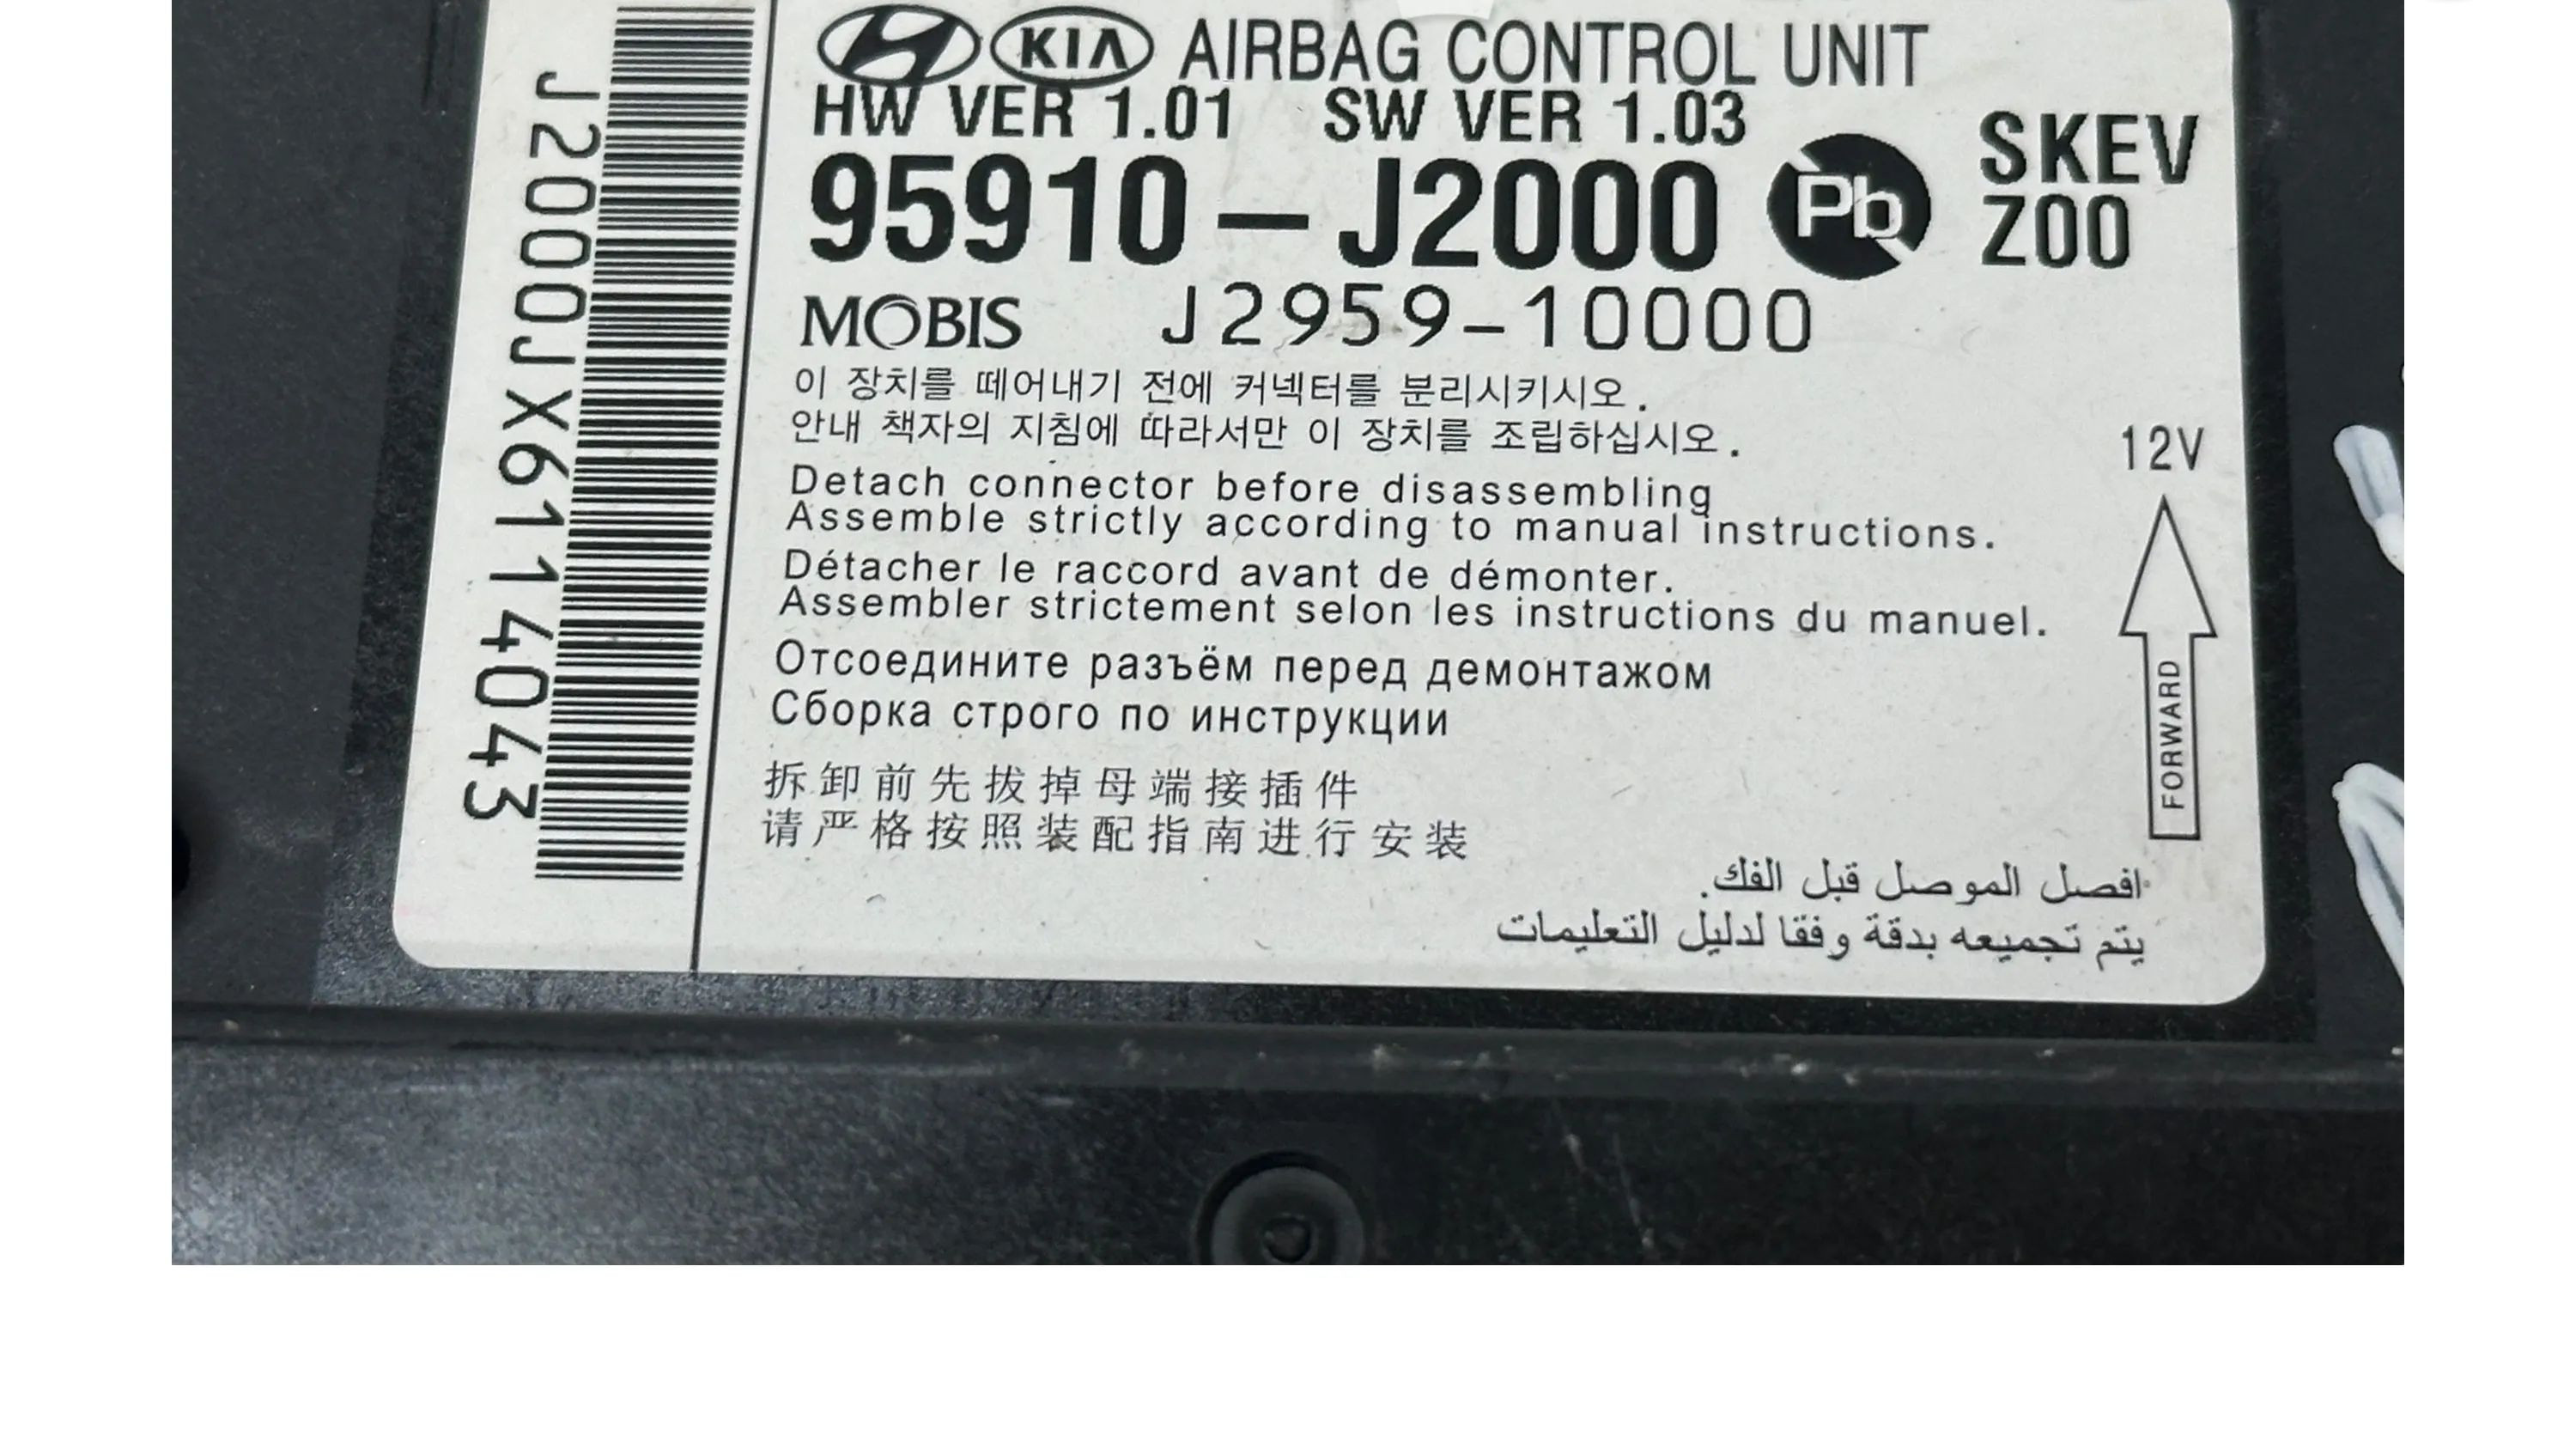 KIA AIRBAG CONTROL UNIT
HW VER 1.01 SW VER 1.03
95910-J2000 Pb SKEV
Z00
MOBIS J2959-10000
이 장치를 떼어내기 전에 커넥터를 분리시키시오.
안내 책자의 지침에 따라서만 이 장치를 조립하십시오.
12V
Detach connector before disassembling
Assemble strictly according to manual instructions.
Détacher le raccord avant de démonter.
Assembler strictement selon les instructions du manuel.
FORWARD
Отсоедините разъём перед демонтажом
Сборка строго по инструкции
拆卸前先拔掉母端接插件
请严格按照装配指南进行安装
افصل الموصل قبل الفك.
يتم تجميعه بدقة وفقا لدليل التعليمات
J2000JX6114043